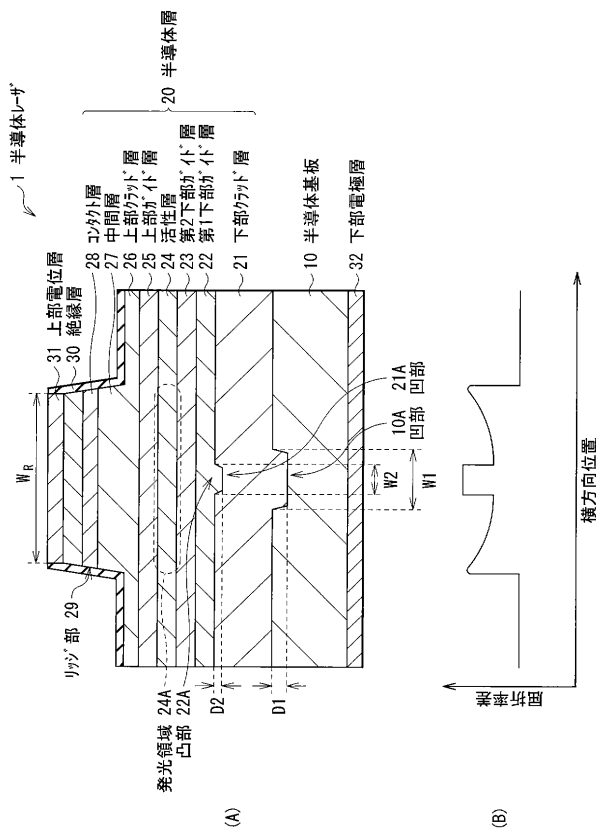 1 半導体レーザ
20 半導体層
31 上部電位層
30 絶縁層
28 コンタクト層
27 中間層
26 上部クラッド層
25 上部ガイド層
24 活性層
23 第2下部ガイド層
22 第1下部ガイド層
21 下部クラッド層
10 半導体基板
32 下部電極層
WR
リッジ部 29
発光領域 24A
凸部 22A
D2
D1
21A
凹部
10A
凹部
W2
W1
(A)
(B)
屈折率差
横方向位置